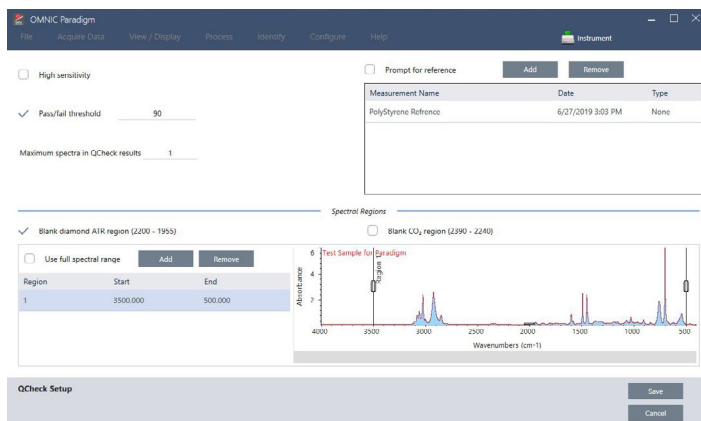 OMNIC Paradigm
File Acquire Data View / Display Process Identify Configure Help Instrument
High sensitivity
Pass/fail threshold 90
Maximum spectra in QCheck results 1
Prompt for reference Add Remove
Measurement Name Date Type
PolyStyrene Refrence 6/27/2019 3:03 PM None
Spectral Regions
Blank diamond ATR region (2200 - 1955) Blank CO₂ region (2390 - 2240)
Use full spectral range Add Remove
Region Start End
1 3500.000 500.000
Test Sample for Paradigm
Region 1
Absorbance
6
4
2
4000 3500 3000 2500 2000 1500 1000 500
Wavenumbers (cm-1)
QCheck Setup
Save
Cancel